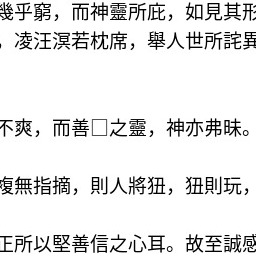 幾乎窮，而神靈所庇，如見其形
，凌汪溟若枕席，舉人世所詫異
不爽，而善□之靈，神亦弗昧。
複無指摘，則人將狃，狃則玩，
正所以堅善信之心耳。故至誠感